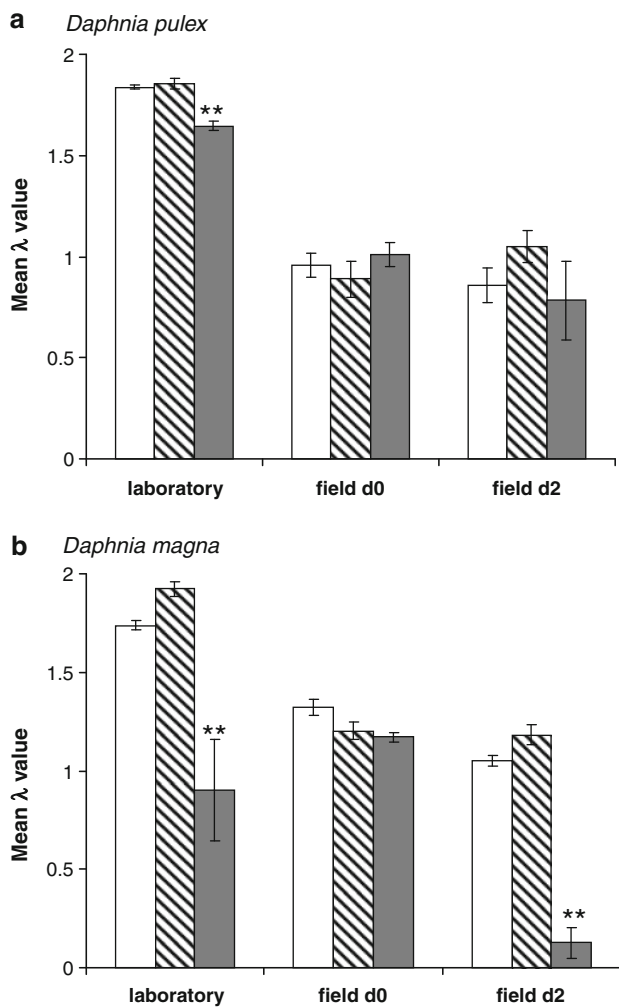 a Daphnia pulex
2
1.5
1
0.5
0
Mean λ value
**
laboratory field d0 field d2
b Daphnia magna
2
1.5
1
0.5
0
Mean λ value
**
**
laboratory field d0 field d2